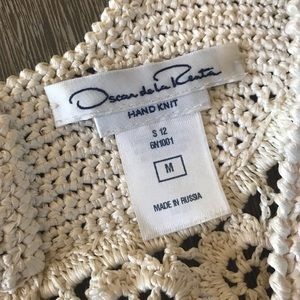 Oscar de la Renta
HAND KNIT
S 12
6N1001
M
MADE IN RUSSIA